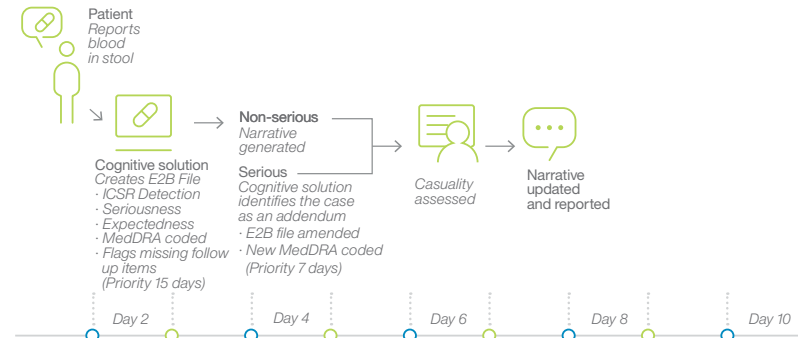 Patient
Reports
blood
in stool
Cognitive solution
Creates E2B File
· ICSR Detection
· Seriousness
· Expectedness
· MedDRA coded
· Flags missing follow
up items
(Priority 15 days)
Non-serious
Narrative
generated
Serious
Cognitive solution
identifies the case
as an addendum
· E2B file amended
· New MedDRA coded
(Priority 7 days)
Casuality
assessed
Narrative
updated
and reported
Day 2
Day 4
Day 6
Day 8
Day 10